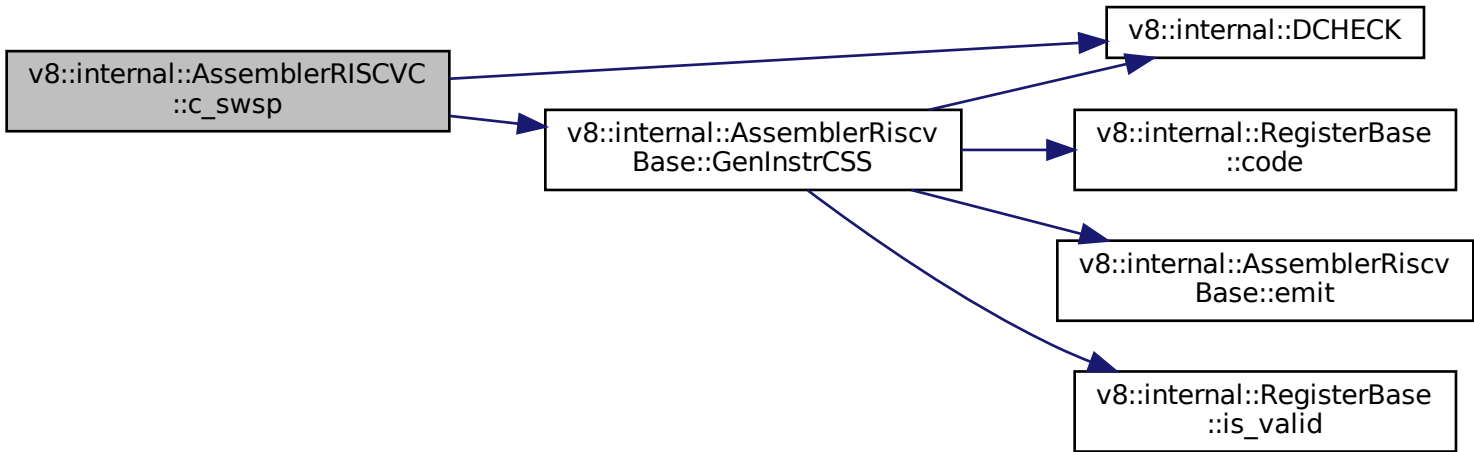 v8::internal::AssemblerRISCVC
::c_swsp
v8::internal::AssemblerRiscv
Base::GenInstrCSS
v8::internal::DCHECK
v8::internal::RegisterBase
::code
v8::internal::AssemblerRiscv
Base::emit
v8::internal::RegisterBase
::is_valid